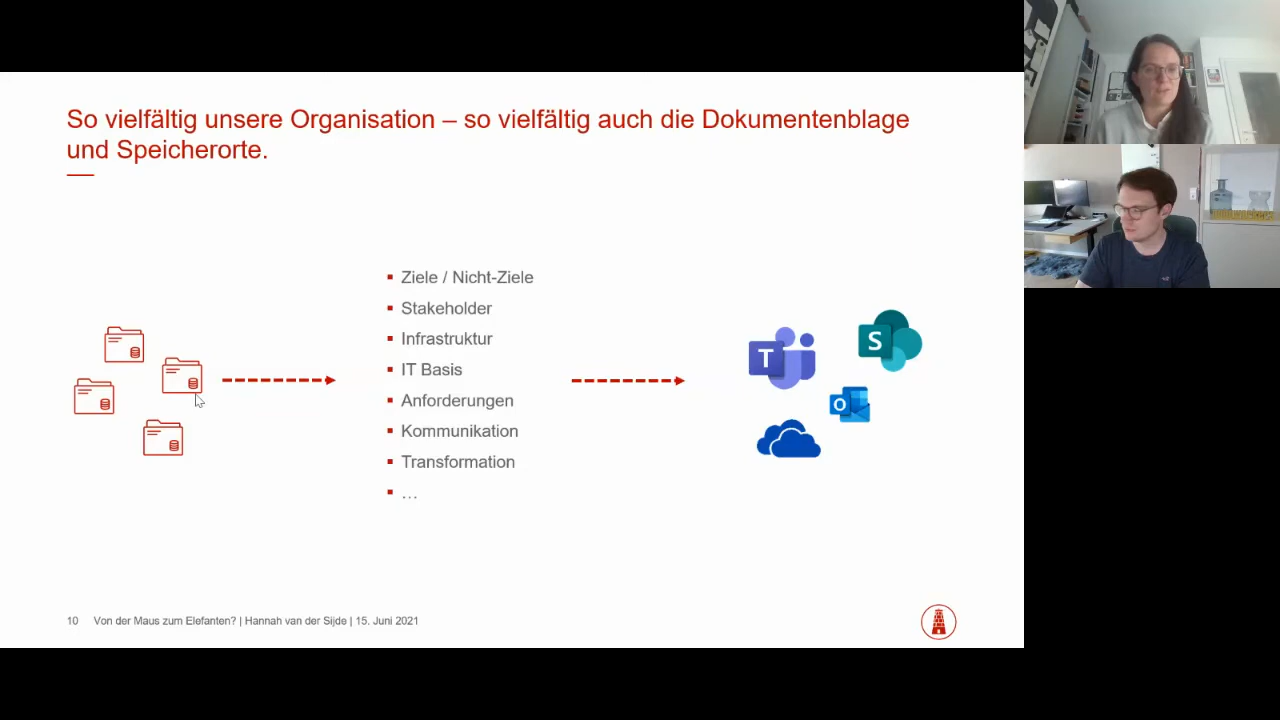 So vielfältig unsere Organisation – so vielfältig auch die Dokumentenblage
und Speicherorte.
Ziele / Nicht-Ziele
Stakeholder
Infrastruktur
IT Basis
Anforderungen
Kommunikation
Transformation
…
T
S
O
10 Von der Maus zum Elefanten? | Hannah van der Sijde | 15. Juni 2021